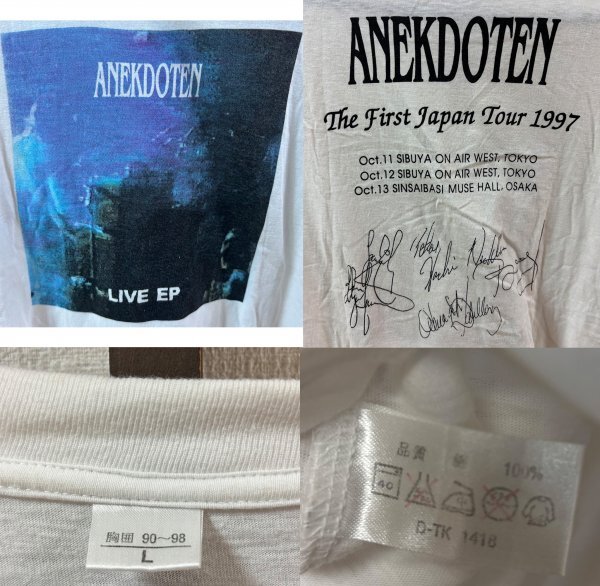 ANEKDOTEN
LIVE EP
ANEKDOTEN
The First Japan Tour 1997
Oct.11 SIBUYA ON AIR WEST, TOKYO
Oct.12 SIBUYA ON AIR WEST, TOKYO
Oct.13 SINSAIBASI MUSE HALL, OSAKA
胸囲 90～98
L
品質 綿 100%
40
D-TK 1418